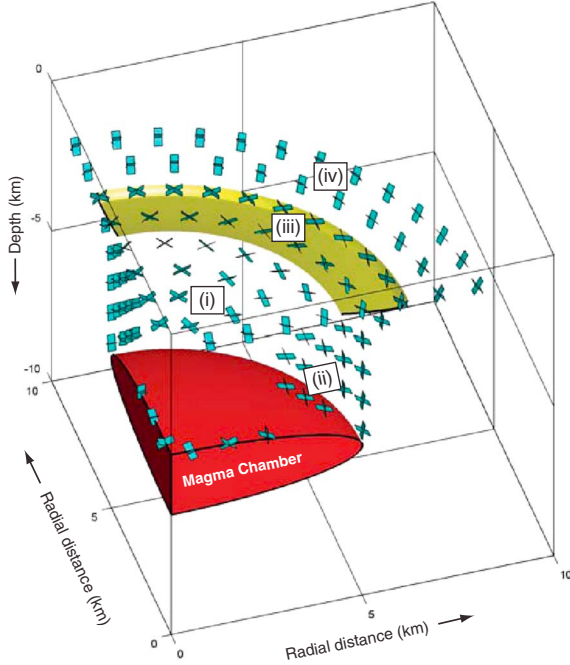 0
(iv)
← Depth (km)
-5
(iii)
(i)
-10
10
(ii)
Magma Chamber
Radial distance (km) →
5
10
5
0
0
Radial distance (km) →